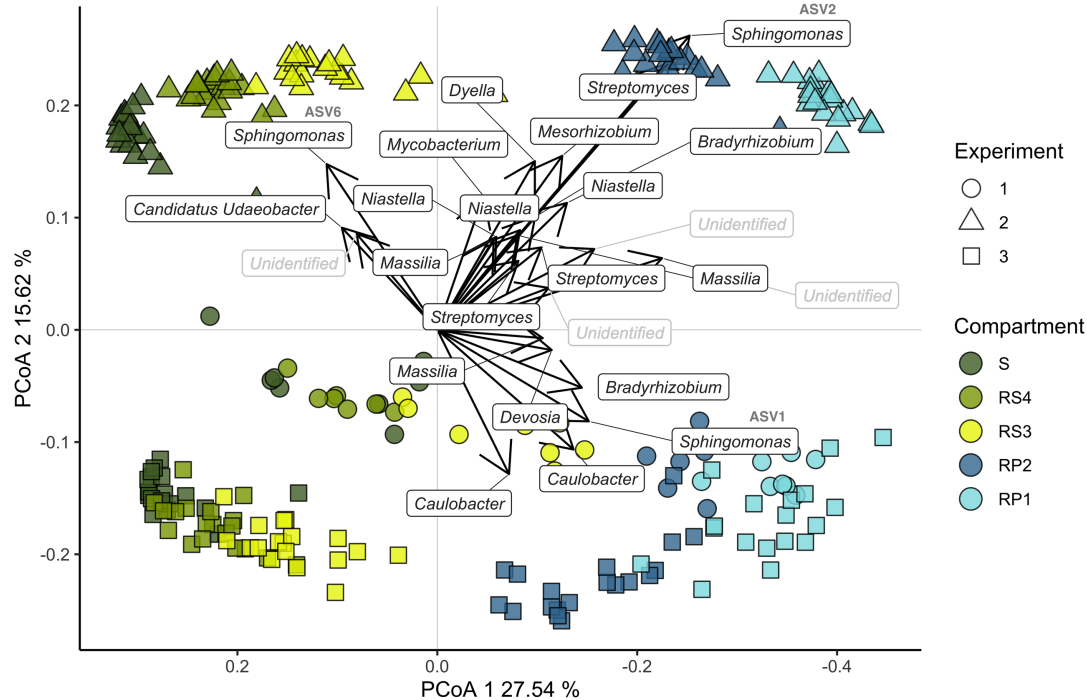 ASV2
Sphingomonas
Dyella
Streptomyces
ASV6
Sphingomonas
Mycobacterium
Mesorhizobium
Bradyrhizobium
Niastella
Niastella
Niastella
Candidatus Udaeobacter
Unidentified
Unidentified
Massilia
Streptomyces
Massilia
Unidentified
Streptomyces
Unidentified
Massilia
Bradyrhizobium
Devosia
ASV1
Sphingomonas
Caulobacter
Caulobacter
0.2
0.1
0.0
-0.1
-0.2
PCoA 2 15.62 %
0.2
0.0
-0.2
-0.4
PCoA 1 27.54 %
Experiment
1
2
3
Compartment
S
RS4
RS3
RP2
RP1